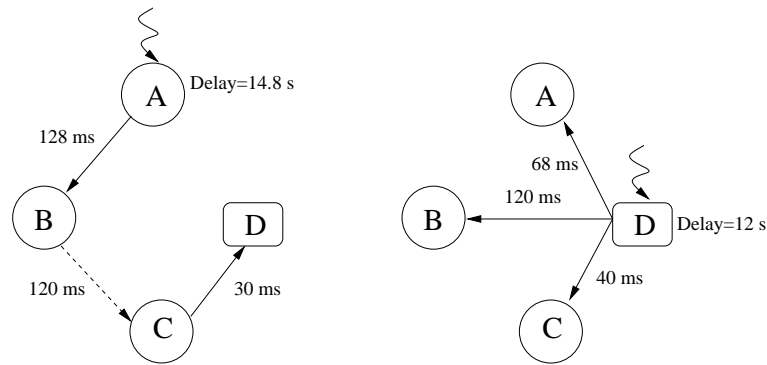 A
Delay=14.8 s
128 ms
B
D
120 ms
30 ms
C
A
68 ms
120 ms
B
D
Delay=12 s
40 ms
C